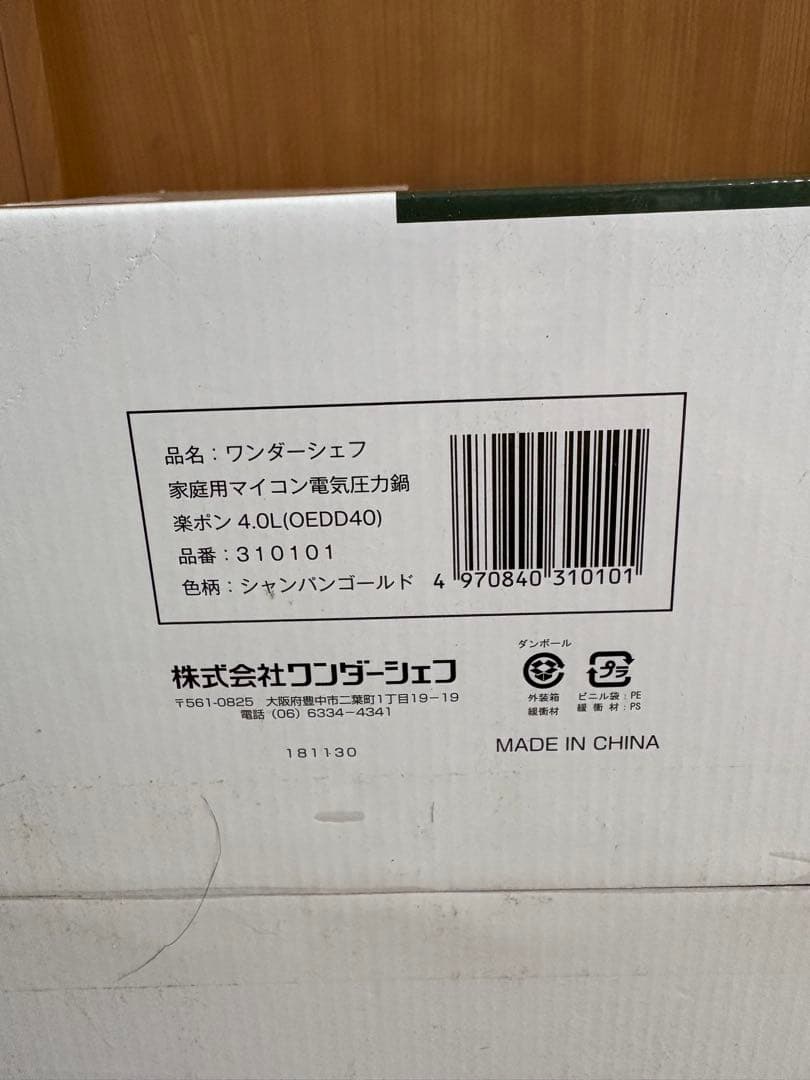 品名：ワンダーシェフ
家庭用マイコン電気圧力鍋
楽ポン 4.0L(OEDD40)
品番：310101
色柄：シャンパンゴールド
4 970840 310101
株式会社ワンダーシェフ
〒561-0825 大阪府豊中市二葉町1丁目19-19
電話（06）6334-4341
181130
ダンボール
外装箱
緩衝材
プラ
ビニル袋：PE
緩衝材：PS
MADE IN CHINA